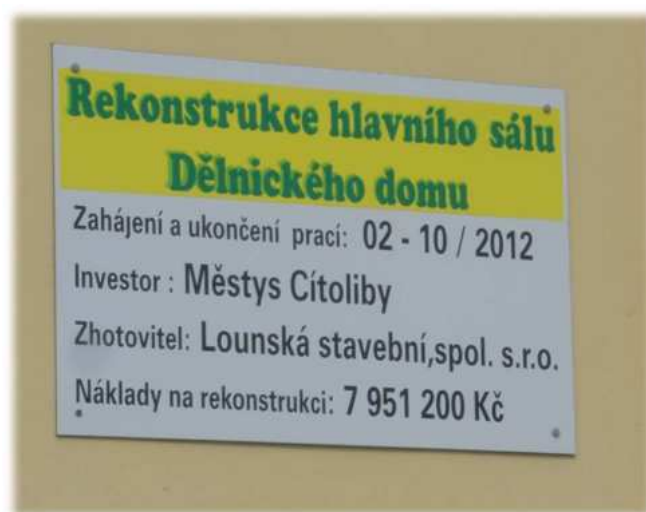 Rekonstrukce hlavního sálu
Dělnického domu
Zahájení a ukončení prací: 02 - 10 / 2012
Investor : Městys Cítoliby
Zhotovitel: Lounská stavební,spol. s.r.o.
Náklady na rekonstrukci: 7 951 200 Kč